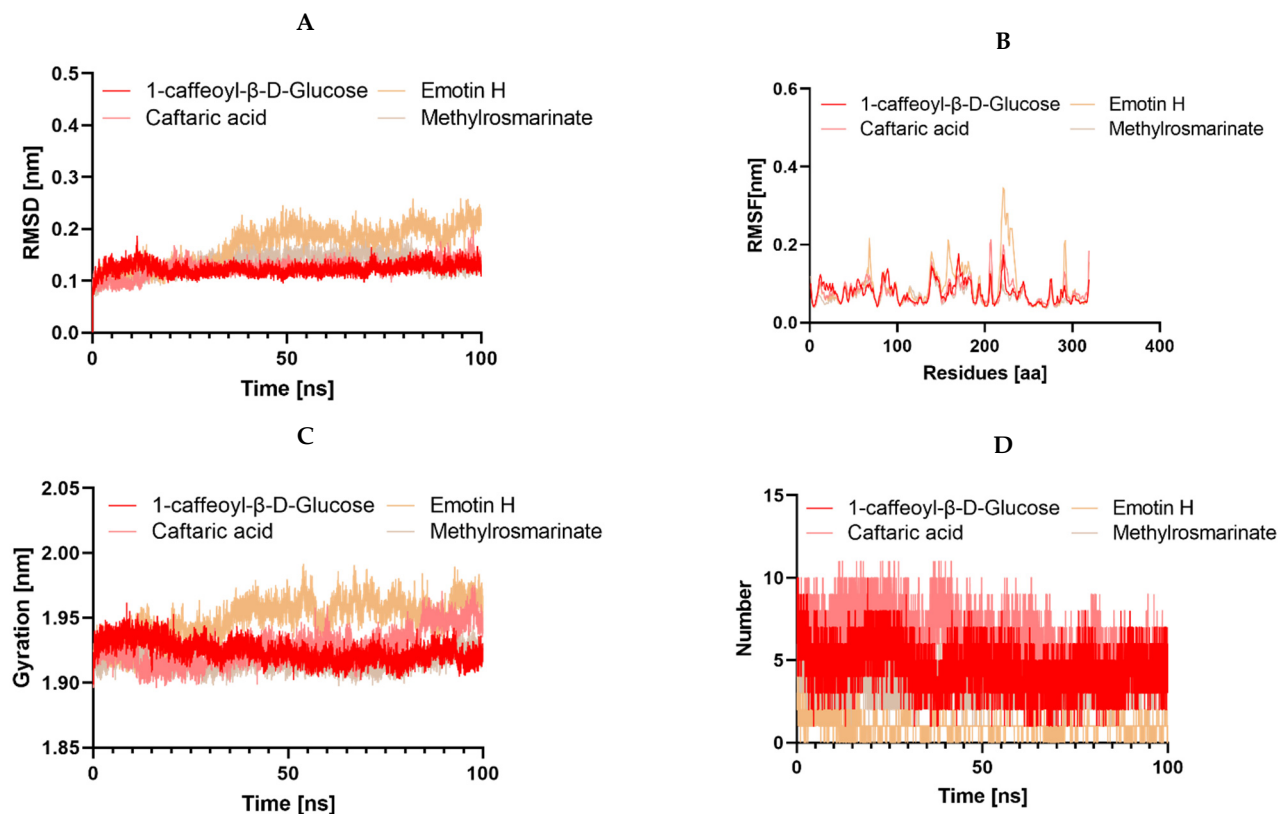 A
1-caffeoyl-β-D-Glucose
Emotin H
Caftaric acid
Methylrosmarinate
RMSD [nm]
0.5
0.4
0.3
0.2
0.1
0.0
0
50
100
Time [ns]
B
1-caffeoyl-β-D-Glucose
Emotin H
Caftaric acid
Methylrosmarinate
RMSF[nm]
0.6
0.4
0.2
0.0
0
100
200
300
400
Residues [aa]
C
1-caffeoyl-β-D-Glucose
Emotin H
Caftaric acid
Methylrosmarinate
Gyration [nm]
2.05
2.00
1.95
1.90
1.85
0
50
100
Time [ns]
D
1-caffeoyl-β-D-Glucose
Emotin H
Caftaric acid
Methylrosmarinate
Number
15
10
5
0
0
50
100
Time [ns]